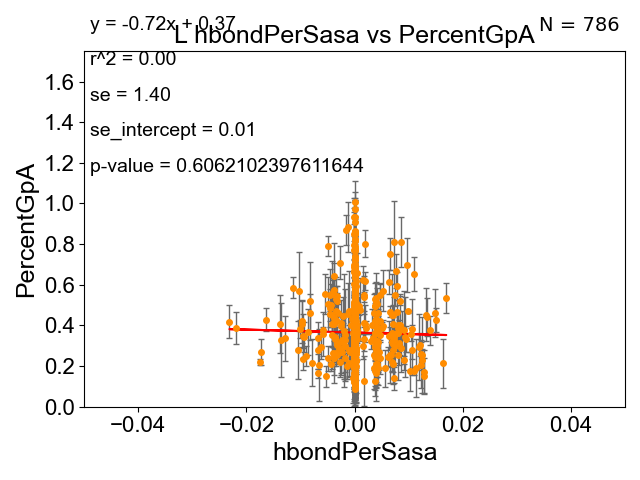 y = -0.72x + 0.37
N = 786
L hbondPerSasa vs PercentGpA
r^2 = 0.00
se = 1.40
se_intercept = 0.01
p-value = 0.6062102397611644
PercentGpA
1.6
1.4
1.2
1.0
0.8
0.6
0.4
0.2
0.0
−0.04 −0.02 0.00 0.02 0.04
hbondPerSasa